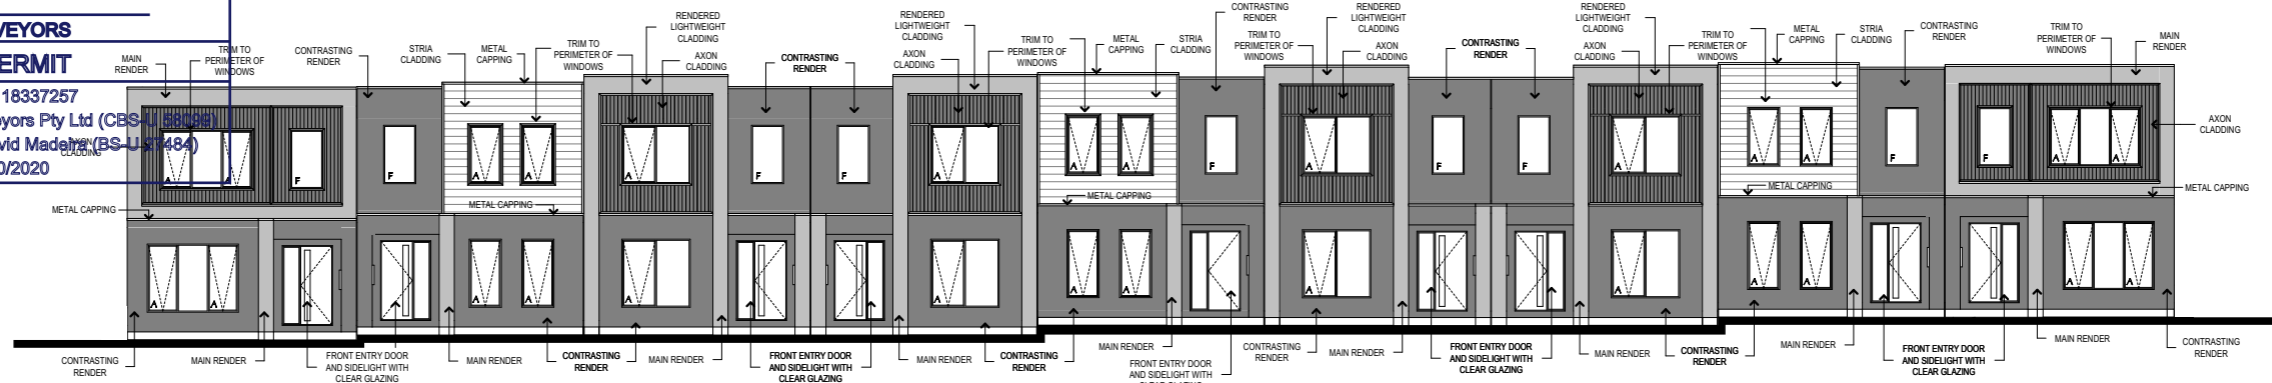 VEYORS
ERMIT
18337257
eyors Pty Ltd (CBS-U 58099)
vid Madeira (BS-U 27484)
0/2020
MAIN
RENDER
TRIM TO
PERIMETER OF
WINDOWS
CONTRASTING
RENDER
STRIA
CLADDING
METAL
CAPPING
TRIM TO
PERIMETER OF
WINDOWS
RENDERED
LIGHTWEIGHT
CLADDING
AXON
CLADDING
CONTRASTING
RENDER
RENDERED
LIGHTWEIGHT
CLADDING
AXON
CLADDING
TRIM TO
PERIMETER OF
WINDOWS
METAL
CAPPING
STRIA
CLADDING
CONTRASTING
RENDER
TRIM TO
PERIMETER OF
WINDOWS
RENDERED
LIGHTWEIGHT
CLADDING
AXON
CLADDING
CONTRASTING
RENDER
RENDERED
LIGHTWEIGHT
CLADDING
AXON
CLADDING
TRIM TO
PERIMETER OF
WINDOWS
METAL
CAPPING
STRIA
CLADDING
CONTRASTING
RENDER
TRIM TO
PERIMETER OF
WINDOWS
MAIN
RENDER
AXON
CLADDING
AXON
CLADDING
A
A
F
F
A
A
A
F
F
A
A
A
F
A
F
F
A
A
A
F
F
A
A
METAL CAPPING
METAL CAPPING
METAL CAPPING
METAL CAPPING
METAL CAPPING
A
A
A
A
A
A
A
A
A
A
A
A
A
A
CONTRASTING
RENDER
MAIN RENDER
FRONT ENTRY DOOR
AND SIDELIGHT WITH
CLEAR GLAZING
MAIN RENDER
CONTRASTING
RENDER
MAIN RENDER
FRONT ENTRY DOOR
AND SIDELIGHT WITH
CLEAR GLAZING
MAIN RENDER
CONTRASTING
RENDER
MAIN RENDER
FRONT ENTRY DOOR
AND SIDELIGHT WITH
CONTRASTING
RENDER
MAIN RENDER
FRONT ENTRY DOOR
AND SIDELIGHT WITH
CLEAR GLAZING
MAIN RENDER
CONTRASTING
RENDER
MAIN RENDER
FRONT ENTRY DOOR
AND SIDELIGHT WITH
CLEAR GLAZING
MAIN RENDER
CONTRASTING
RENDER